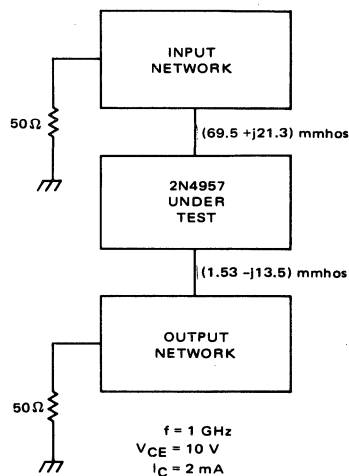 INPUT
NETWORK
50Ω
(69.5 +j21.3) mmhos
2N4957
UNDER
TEST
(1.53 -j13.5) mmhos
OUTPUT
NETWORK
50Ω
f = 1 GHz
VCE = 10 V
IC = 2 mA